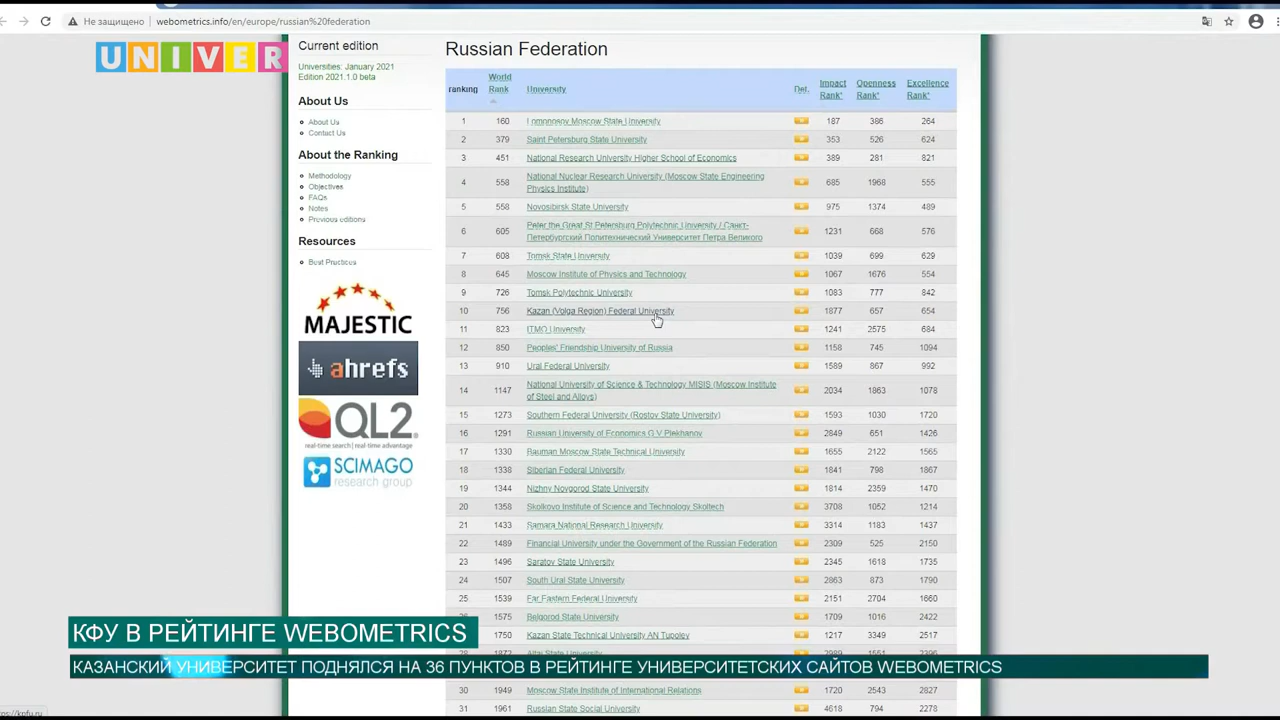 Не защищено
webometrics.info/en/europe/russian%20federation
UNIVER
Current edition
Universities: January 2021
Edition 2021.1.0 beta
About Us
About Us
Contact Us
About the Ranking
Methodology
Objectives
FAQs
Notes
Previous editions
Resources
Best Practices
MAJESTIC
ahrefs
QL2
real-time search | real-time advantage
SCIMAGO
research group
Russian Federation
ranking World Rank University Det. Impact Rank* Openness Rank* Excellence Rank*
1 160 Lomonosov Moscow State University 187 386 264
2 379 Saint Petersburg State University 353 526 624
3 451 National Research University Higher School of Economics 389 281 821
4 558 National Nuclear Research University (Moscow State Engineering Physics Institute) 685 1968 555
5 558 Novosibirsk State University 975 1374 489
6 605 Peter the Great St Petersburg Polytechnic University / Санкт-Петербургский Политехнический Университет Петра Великого 1231 668 576
7 608 Tomsk State University 1039 699 629
8 645 Moscow Institute of Physics and Technology 1067 1676 554
9 726 Tomsk Polytechnic University 1083 777 842
10 756 Kazan (Volga Region) Federal University 1877 657 654
11 823 ITMO University 1241 2575 684
12 850 Peoples' Friendship University of Russia 1158 745 1094
13 910 Ural Federal University 1589 867 992
14 1147 National University of Science & Technology MISIS (Moscow Institute of Steel and Alloys) 2034 1863 1078
15 1273 Southern Federal University (Rostov State University) 1593 1030 1720
16 1291 Russian University of Economics G V Plekhanov 2849 651 1426
17 1330 Bauman Moscow State Technical University 1655 2122 1565
18 1338 Siberian Federal University 1841 798 1867
19 1344 Nizhny Novgorod State University 1814 2359 1470
20 1358 Skolkovo Institute of Science and Technology Skoltech 3708 1052 1214
21 1433 Samara National Research University 3314 1183 1437
22 1489 Financial University under the Government of the Russian Federation 2309 525 2150
23 1496 Saratov State University 2345 1618 1735
24 1507 South Ural State University 2863 873 1790
25 1539 Far Eastern Federal University 2151 2704 1660
26 1575 Belgorod State University 1709 1016 2422
1750 Kazan State Technical University AN Tupolev 1217 3349 2517
30 1949 Moscow State Institute of International Relations 1720 2543 2827
31 1961 Russian State Social University 4618 794 2278
КФУ В РЕЙТИНГЕ WEBOMETRICS
КАЗАНСКИЙ УНИВЕРСИТЕТ ПОДНЯЛСЯ НА 36 ПУНКТОВ В РЕЙТИНГЕ УНИВЕРСИТЕТСКИХ САЙТОВ WEBOMETRICS